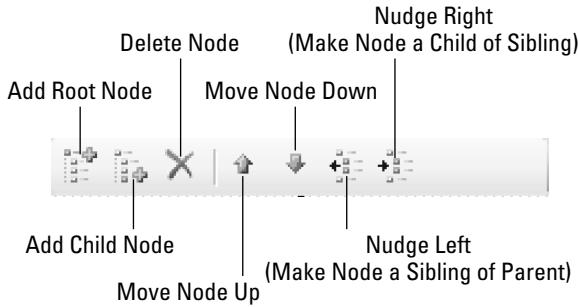 Nudge Right
(Make Node a Child of Sibling)
Delete Node
Add Root Node
Move Node Down
Add Child Node
Nudge Left
(Make Node a Sibling of Parent)
Move Node Up